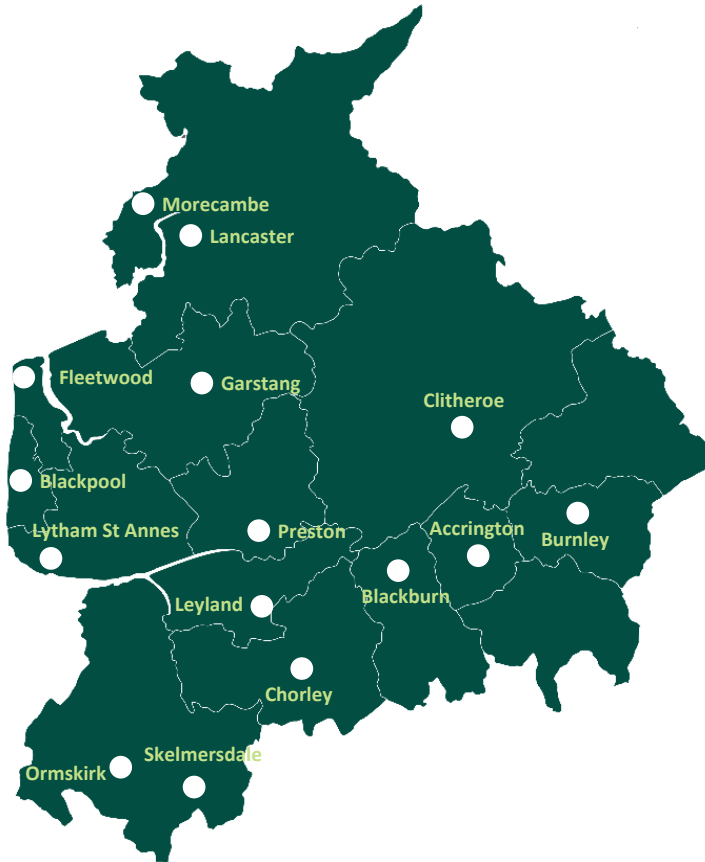 Morecambe
Lancaster
Fleetwood
Garstang
Clitheroe
Blackpool
Lytham St Annes
Preston
Accrington
Burnley
Leyland
Blackburn
Chorley
Skelmersdale
Ormskirk